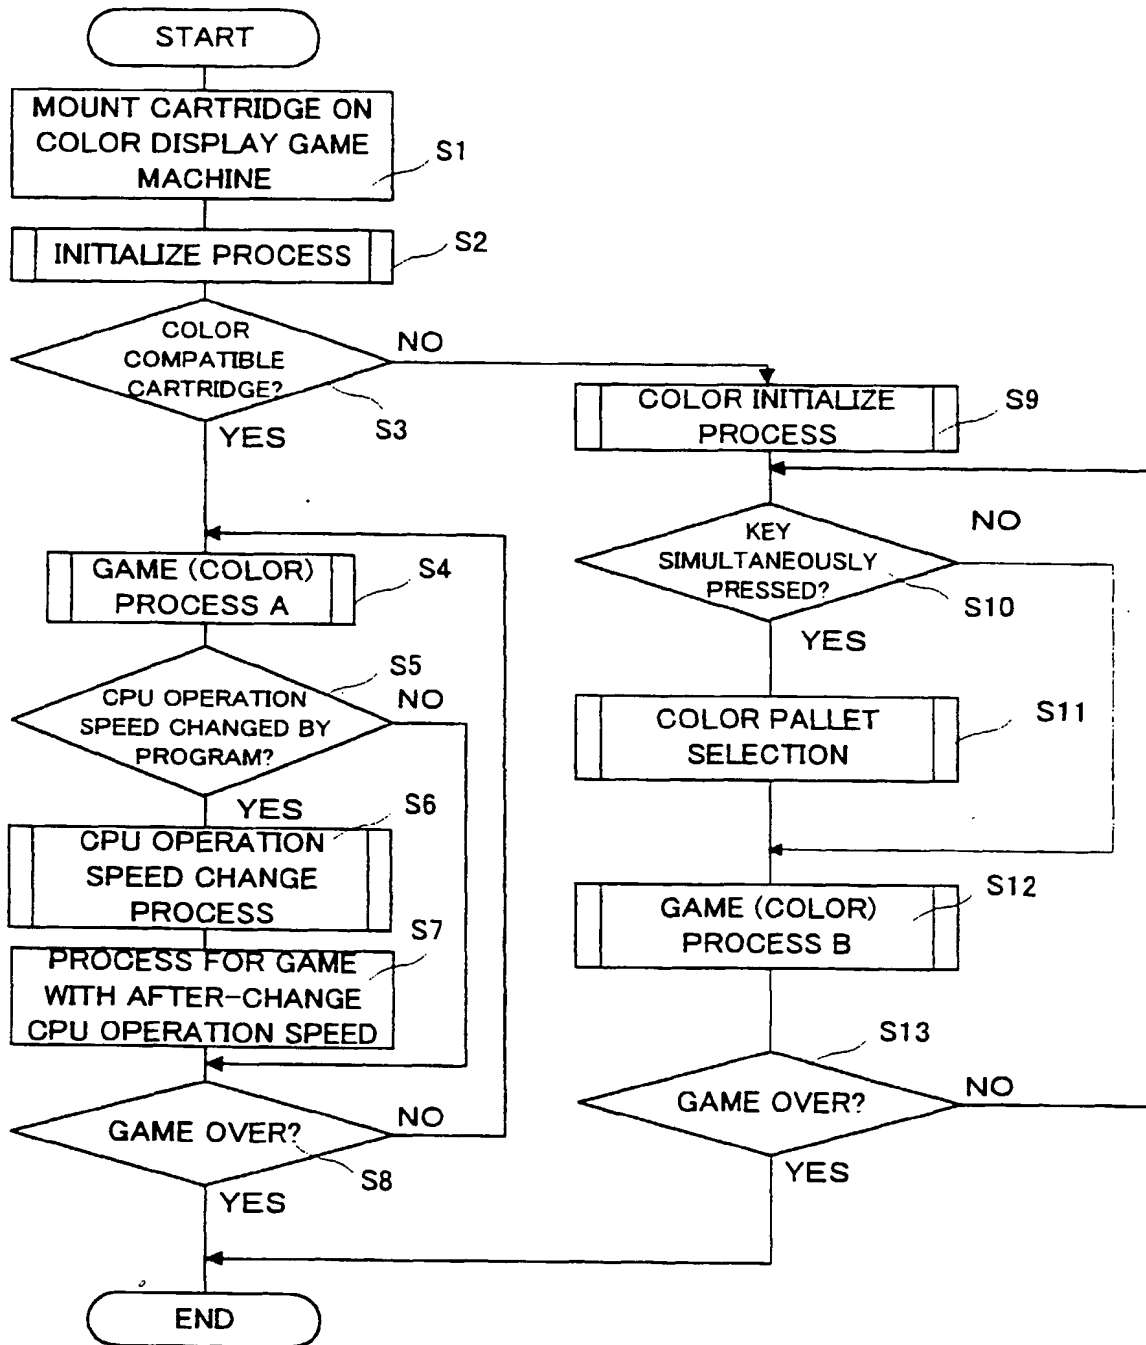 START
MOUNT CARTRIDGE ON
COLOR DISPLAY GAME
MACHINE
S1
INITIALIZE PROCESS
S2
COLOR
COMPATIBLE
CARTRIDGE?
NO
S3
YES
GAME (COLOR)
PROCESS A
S4
CPU OPERATION
SPEED CHANGED BY
PROGRAM?
S5
NO
YES
S6
CPU OPERATION
SPEED CHANGE
PROCESS
S7
PROCESS FOR GAME
WITH AFTER-CHANGE
CPU OPERATION SPEED
GAME OVER?
NO
S8
YES
END
COLOR INITIALIZE
PROCESS
S9
KEY
SIMULTANEOUSLY
PRESSED?
NO
S10
YES
COLOR PALLET
SELECTION
S11
GAME (COLOR)
PROCESS B
S12
S13
GAME OVER?
NO
YES